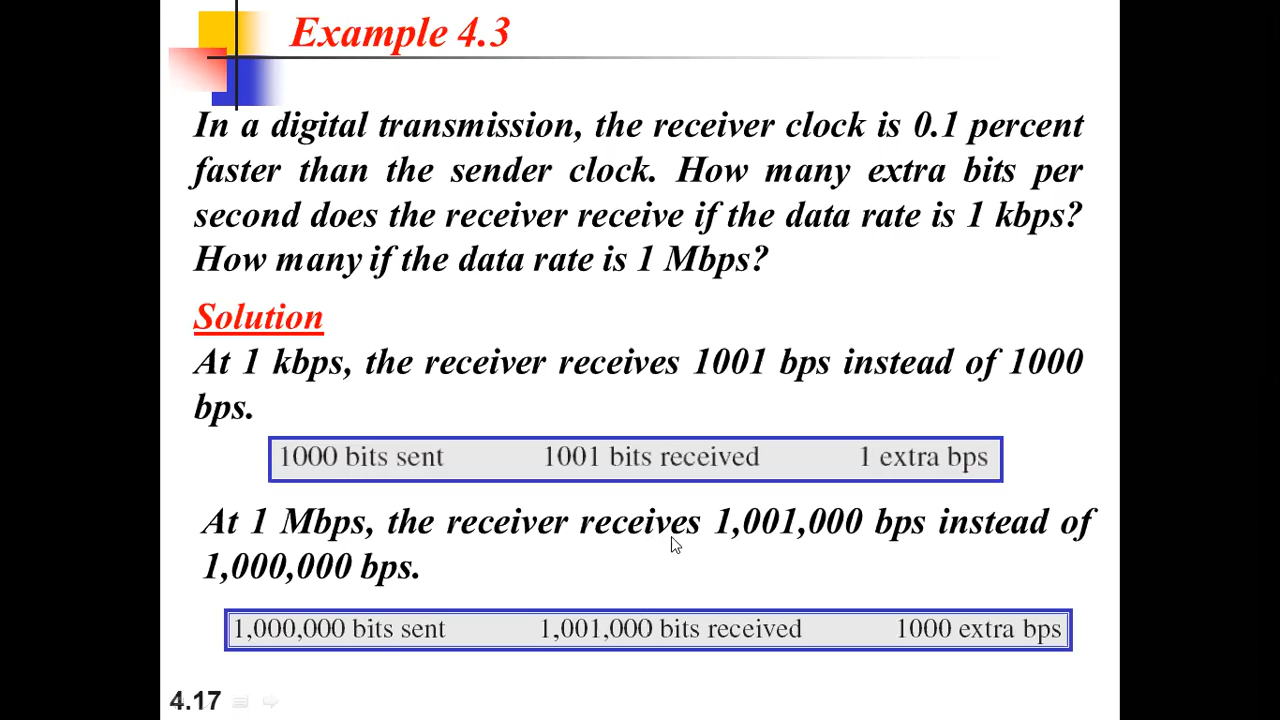 Example 4.3
In a digital transmission, the receiver clock is 0.1 percent
faster than the sender clock. How many extra bits per
second does the receiver receive if the data rate is 1 kbps?
How many if the data rate is 1 Mbps?
Solution
At 1 kbps, the receiver receives 1001 bps instead of 1000
bps.
1000 bits sent 1001 bits received 1 extra bps
At 1 Mbps, the receiver receives 1,001,000 bps instead of
1,000,000 bps.
1,000,000 bits sent 1,001,000 bits received 1000 extra bps
4.17